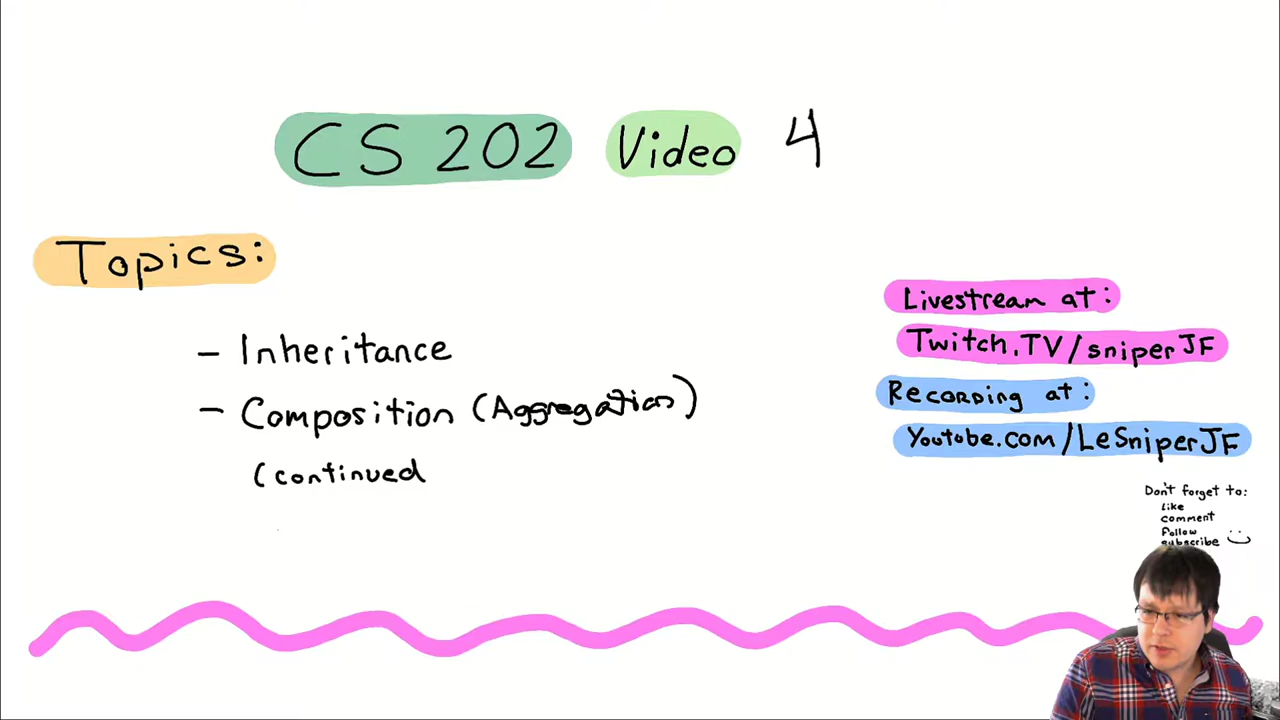 CS 202 Video 4
Topics:
- Inheritance
- Composition (Aggregation)
(continued
Livestream at:
Twitch.TV/sniperJF
Recording at:
Youtube.com/LeSniperJF
Don't forget to:
Like
comment
Follow
subscribe :)